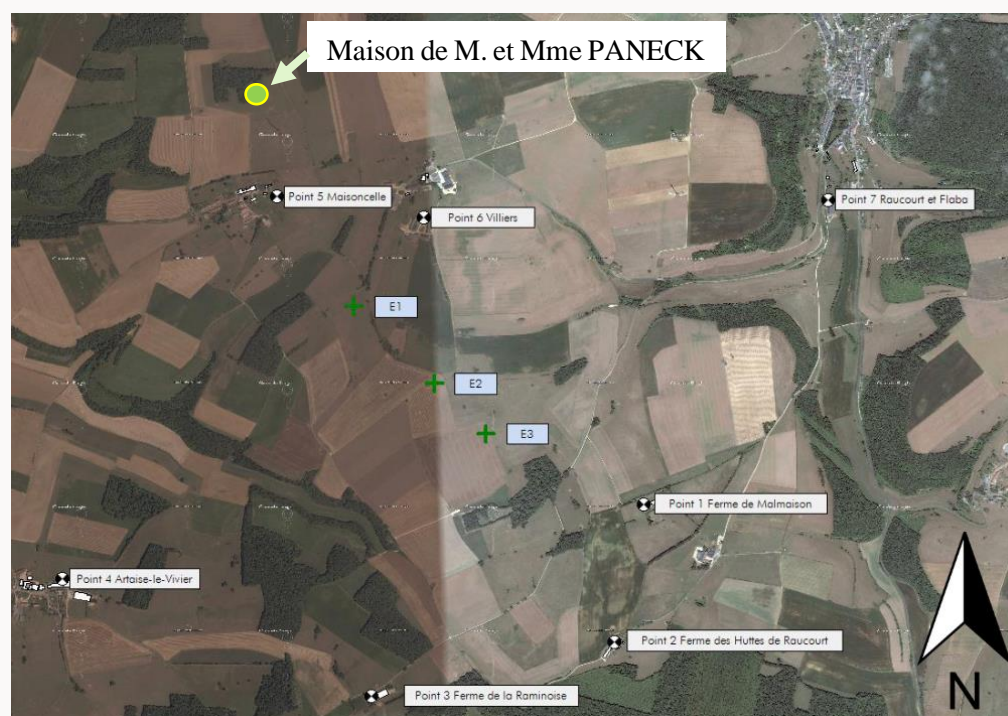 Maison de M. et Mme PANECK
Point 5 Maisoncelle
Point 7 Raucourt et Flaba
Point 6 Villiers
E1
E2
E3
Point 1 Ferme de Malmaison
Point 4 Artaise-le-Vivier
Point 2 Ferme des Huttes de Raucourt
Point 3 Ferme de la Raminoise
N